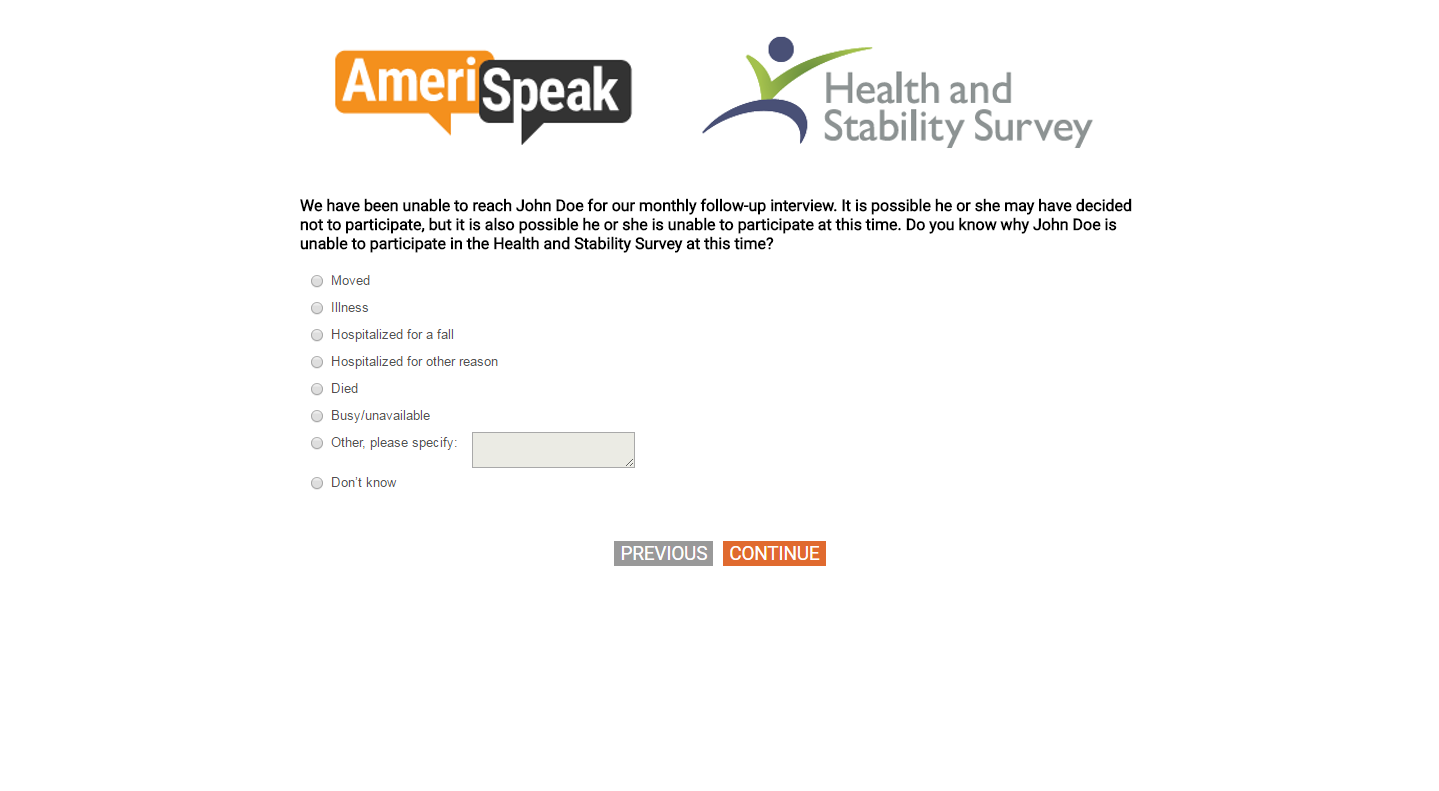 AmeriSpeak
Health and
Stability Survey
We have been unable to reach John Doe for our monthly follow-up interview. It is possible he or she may have decided
not to participate, but it is also possible he or she is unable to participate at this time. Do you know why John Doe is
unable to participate in the Health and Stability Survey at this time?
Moved
Illness
Hospitalized for a fall
Hospitalized for other reason
Died
Busy/unavailable
Other, please specify:
Don't know
PREVIOUS CONTINUE